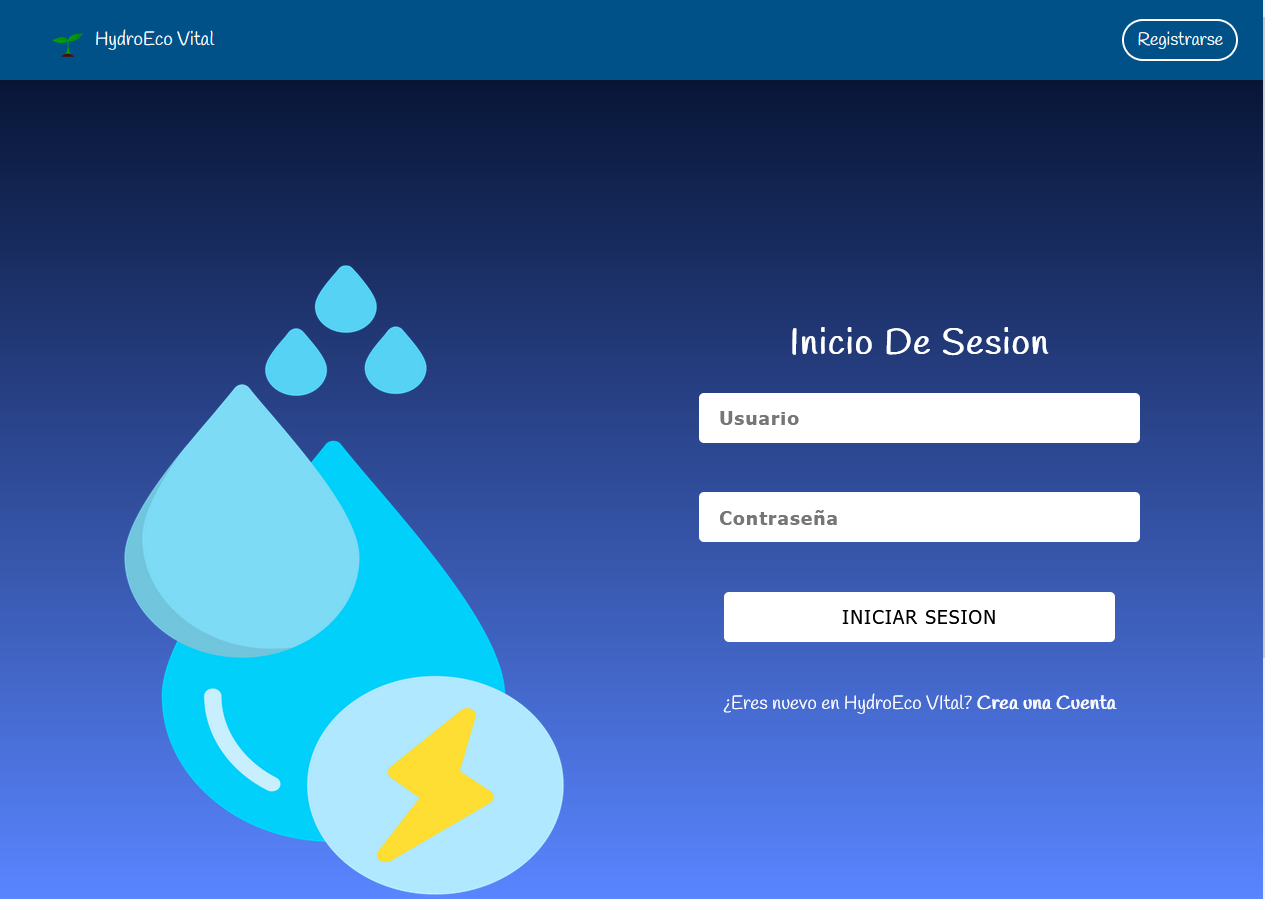 HydroEco Vital
Registrarse
Inicio De Sesion
Usuario
Contraseña
INICIAR SESION
¿Eres nuevo en HydroEco VItal? Crea una Cuenta